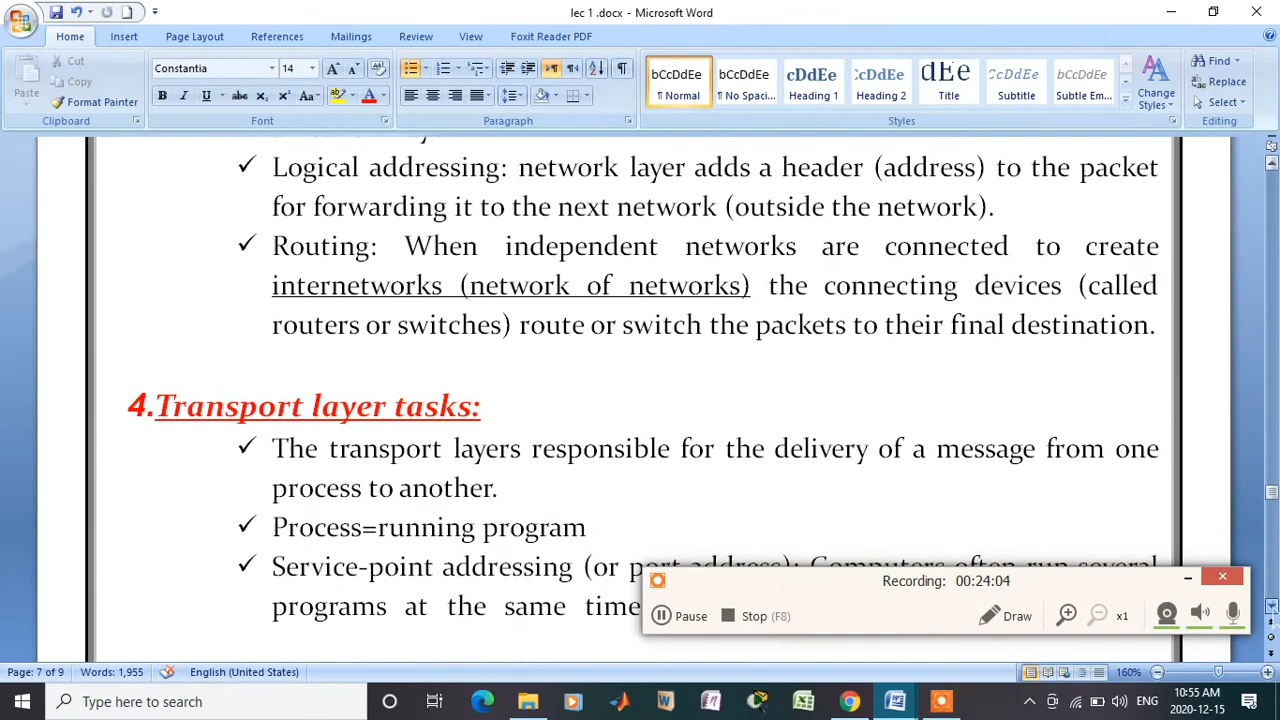 lec 1 .docx - Microsoft Word
Home Insert Page Layout References Mailings Review View Foxit Reader PDF
Paste
Cut
Copy
Format Painter
Clipboard
Constantia 14
Font
Paragraph
bCcDdEe bCcDdEe cDdEe bCcDdEe dEe bCcDdEe bCcDdEe
¶ Normal ¶ No Spaci... Heading 1 Heading 2 Title Subtitle Subtle Em...
Change Styles
Styles
Find
Replace
Select
Editing
✓ Logical addressing: network layer adds a header (address) to the packet
for forwarding it to the next network (outside the network).
✓ Routing: When independent networks are connected to create
internetworks (network of networks) the connecting devices (called
routers or switches) route or switch the packets to their final destination.
4.Transport layer tasks:
✓ The transport layers responsible for the delivery of a message from one
process to another.
✓ Process=running program
✓ Service-point addressing (or port address): Computers often run several
programs at the same time
Recording: 00:24:04
Pause Stop (F8) Draw x1
Page: 7 of 9 Words: 1,955 English (United States) 160%
Type here to search
ENG
10:55 AM
2020-12-15